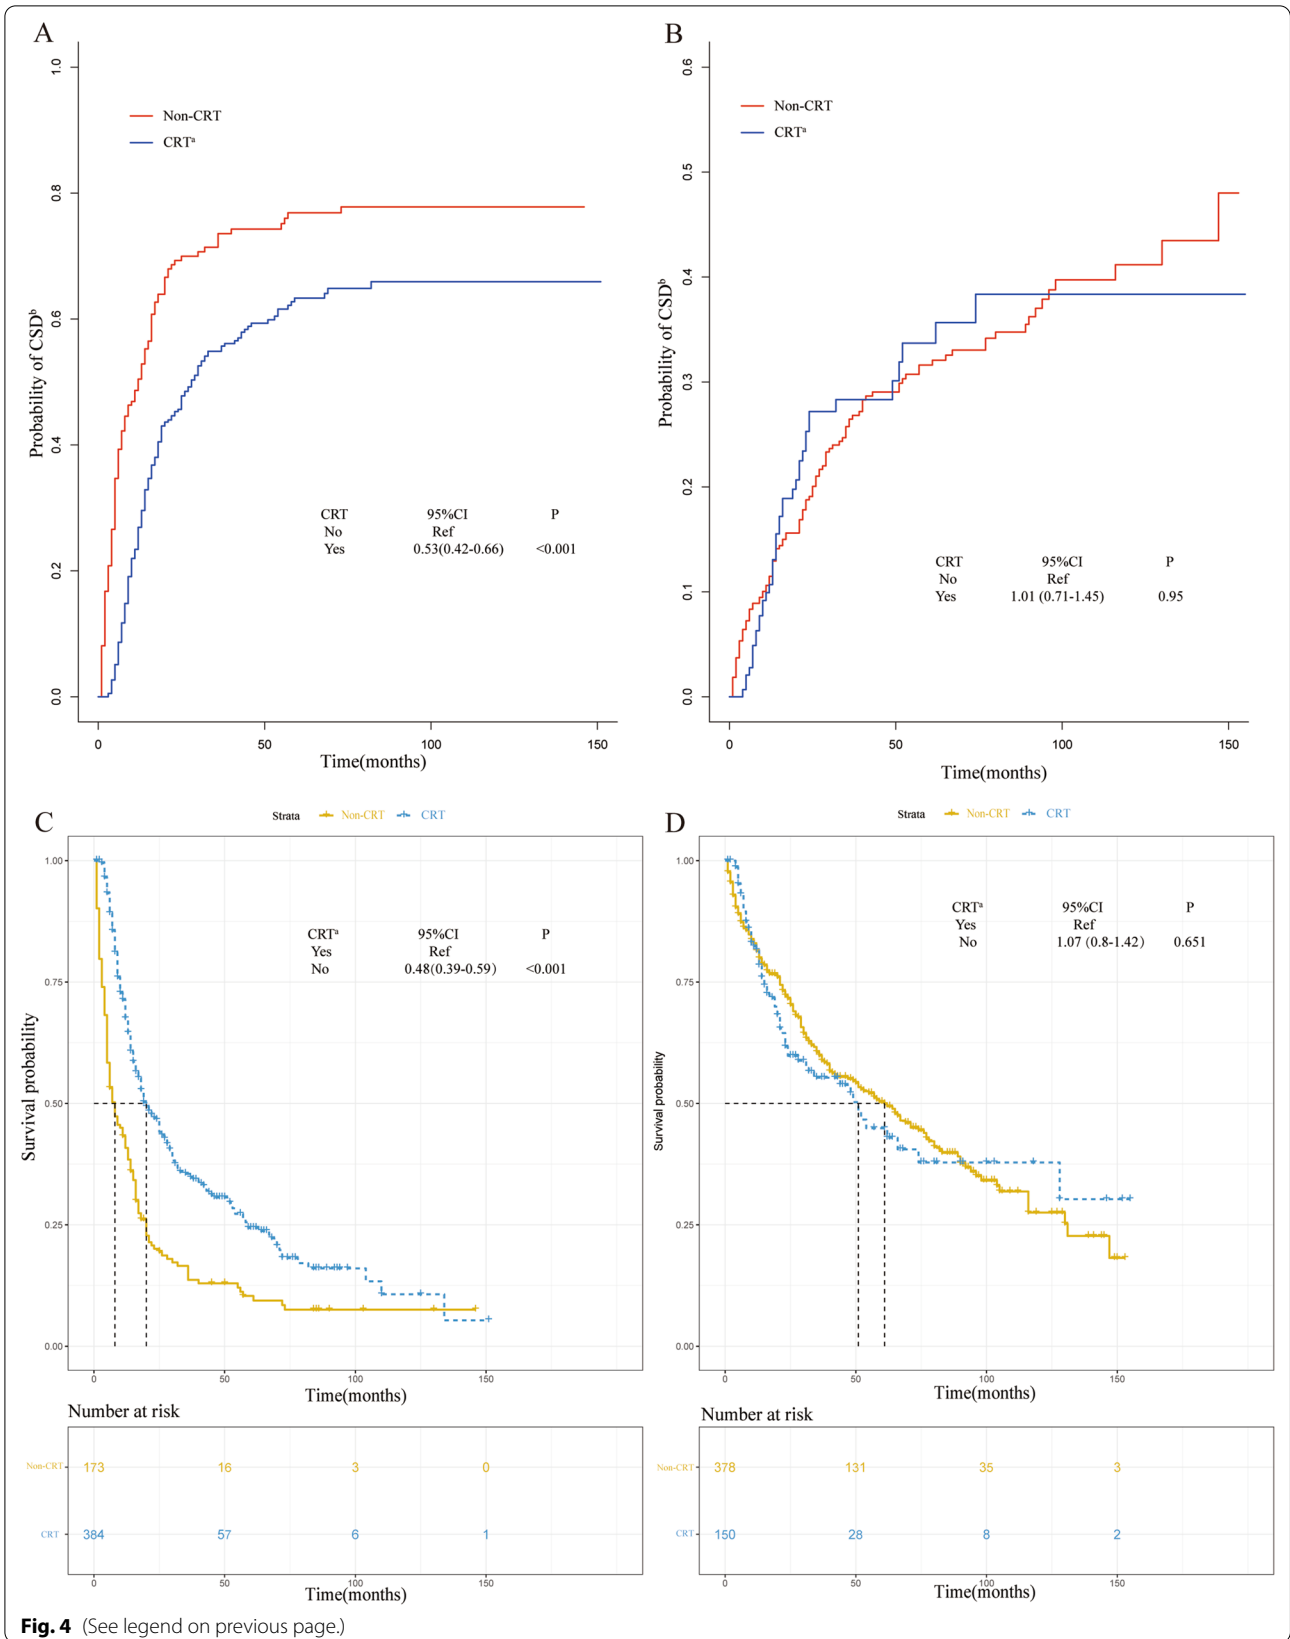 A
1.0
0.8
0.6
0.4
0.2
0.0
Probability of CSDᵇ
Non-CRT
CRTᵃ
CRT 95%CI P
No Ref
Yes 0.53(0.42-0.66) <0.001
0 50 100 150
Time(months)
B
0.6
0.5
0.4
0.3
0.2
0.1
0.0
Probability of CSDᵇ
Non-CRT
CRTᵃ
CRT 95%CI P
No Ref
Yes 1.01 (0.71-1.45) 0.95
0 50 100 150
Time(months)
C
Strata Non-CRT CRT
1.00
0.75
0.50
0.25
0.00
Survival probability
CRTᵃ 95%CI P
Yes Ref
No 0.48(0.39-0.59) <0.001
0 50 100 150
Time(months)
Number at risk
Non-CRT 173 16 3 0
CRT 384 57 6 1
0 50 100 150
Time(months)
D
Strata Non-CRT CRT
1.00
0.75
0.50
0.25
0.00
Survival probability
CRTᵃ 95%CI P
Yes Ref
No 1.07 (0.8-1.42) 0.651
0 50 100 150
Time(months)
Number at risk
Non-CRT 378 131 35 3
CRT 150 28 8 2
0 50 100 150
Time(months)
Fig. 4 (See legend on previous page.)